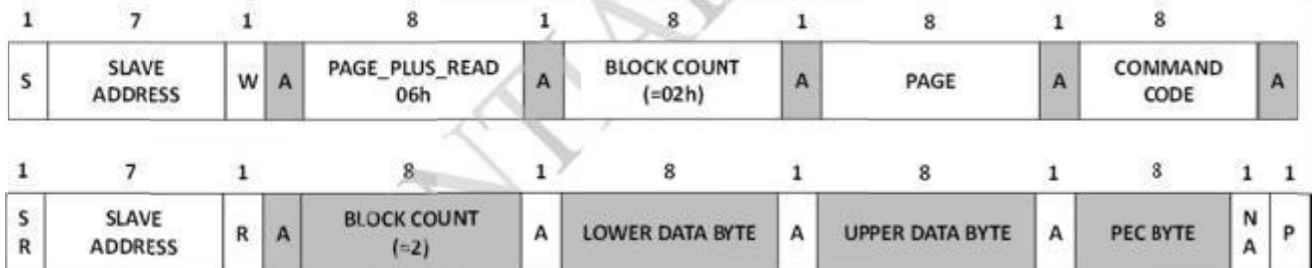 1 7 1 8 1 8 1 8 1 8
S SLAVE ADDRESS W A PAGE_PLUS_READ 06h A BLOCK COUNT (=02h) A PAGE A COMMAND CODE A
1 7 1 8 1 8 1 8 1 8 1 1
SR SLAVE ADDRESS R A BLOCK COUNT (=2) A LOWER DATA BYTE A UPPER DATA BYTE A PEC BYTE NA P